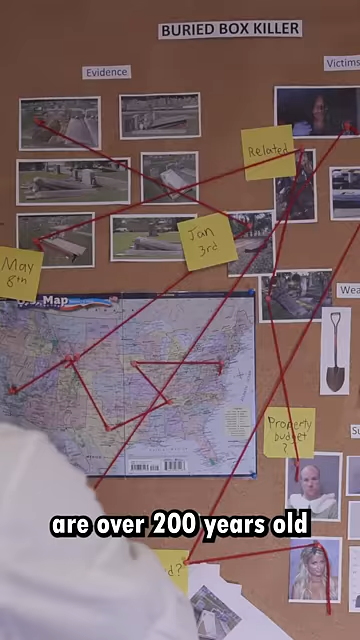 BURIED BOX KILLER
Evidence
Victims
Related
Jan
3rd
May
8th
Map
Wea
Property
budget
?
Su
are over 200 years old
d?